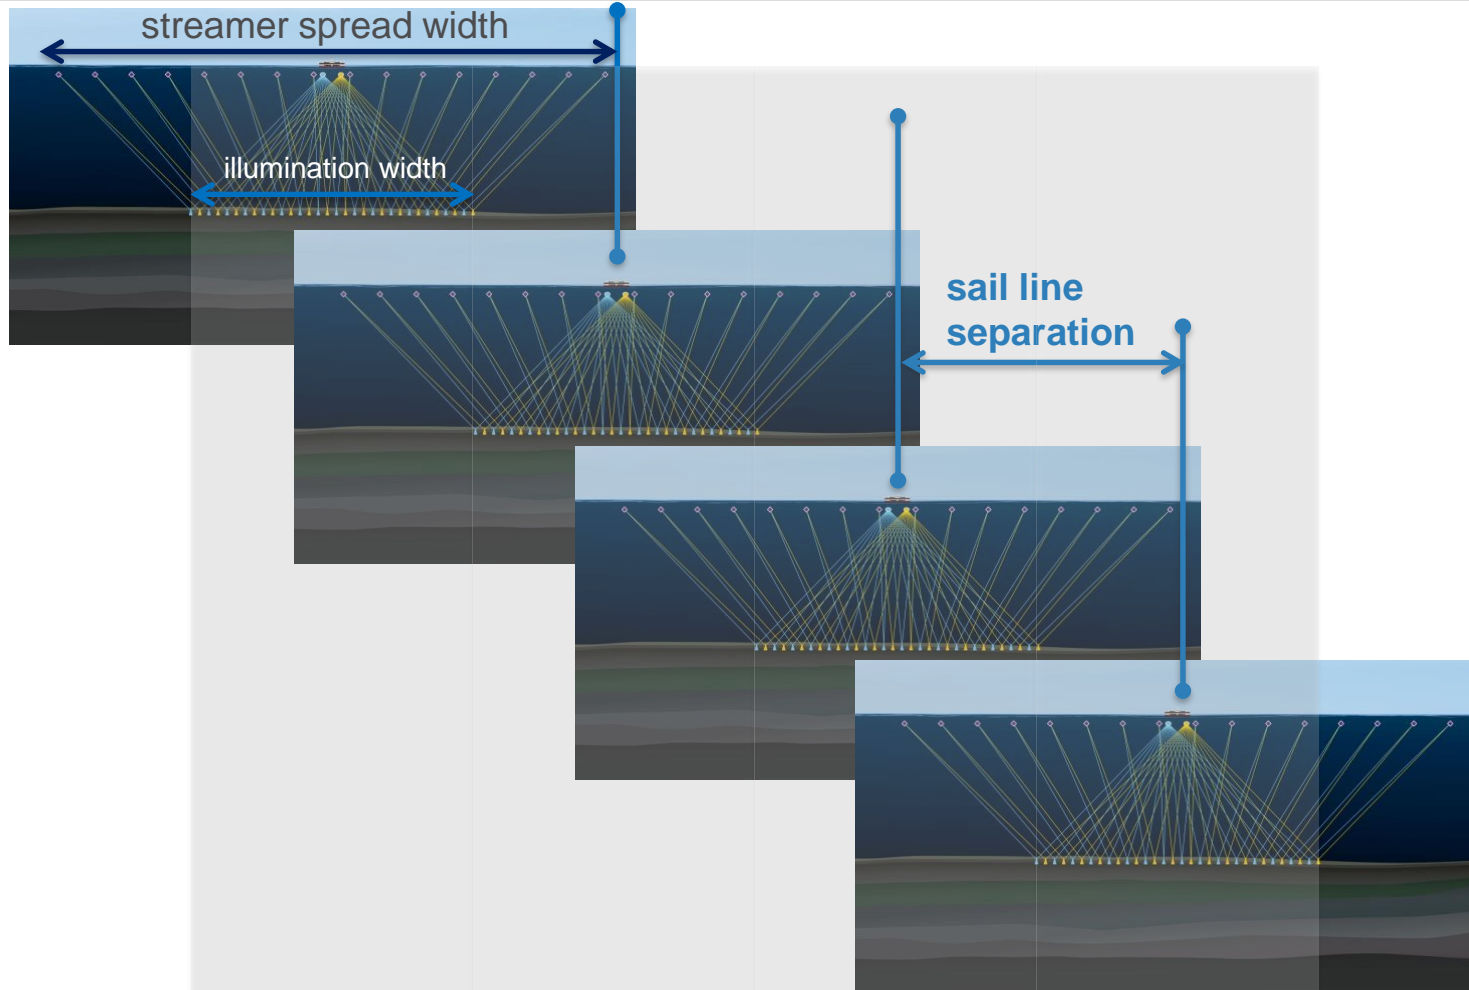 streamer spread width
illumination width
sail line
separation